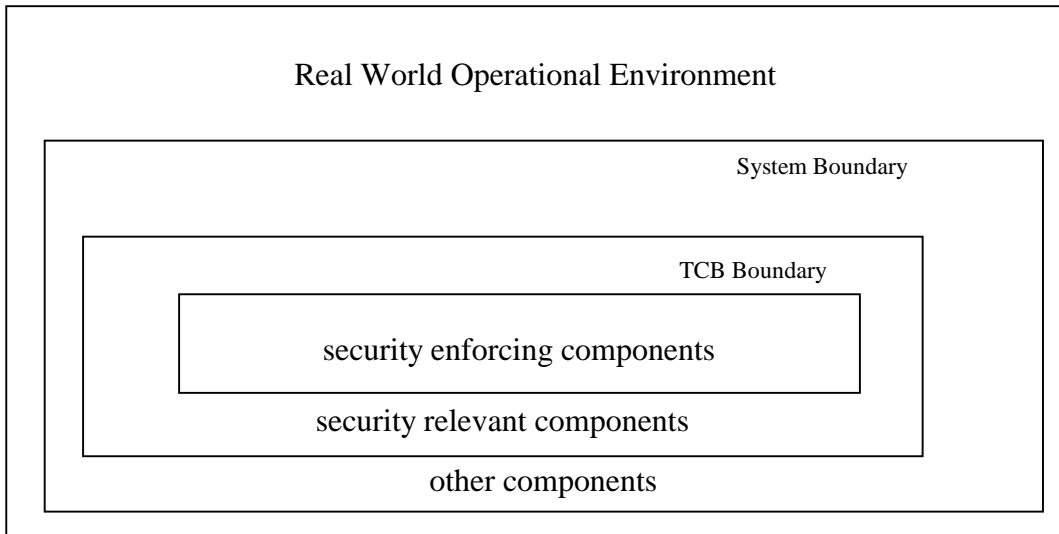 Real World Operational Environment
System Boundary
TCB Boundary
security enforcing components
security relevant components
other components